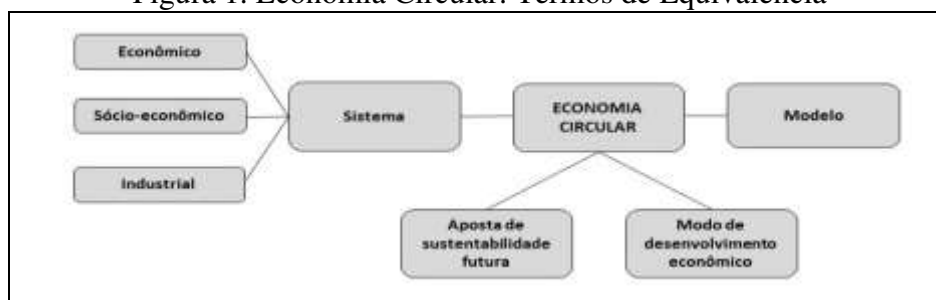 Figura 1: Economia Circular: Termos de Equivalência
Econômico
Sócio-econômico
Industrial
Sistema
ECONOMIA
CIRCULAR
Modelo
Aposta de
sustentabilidade
futura
Modo de
desenvolvimento
econômico